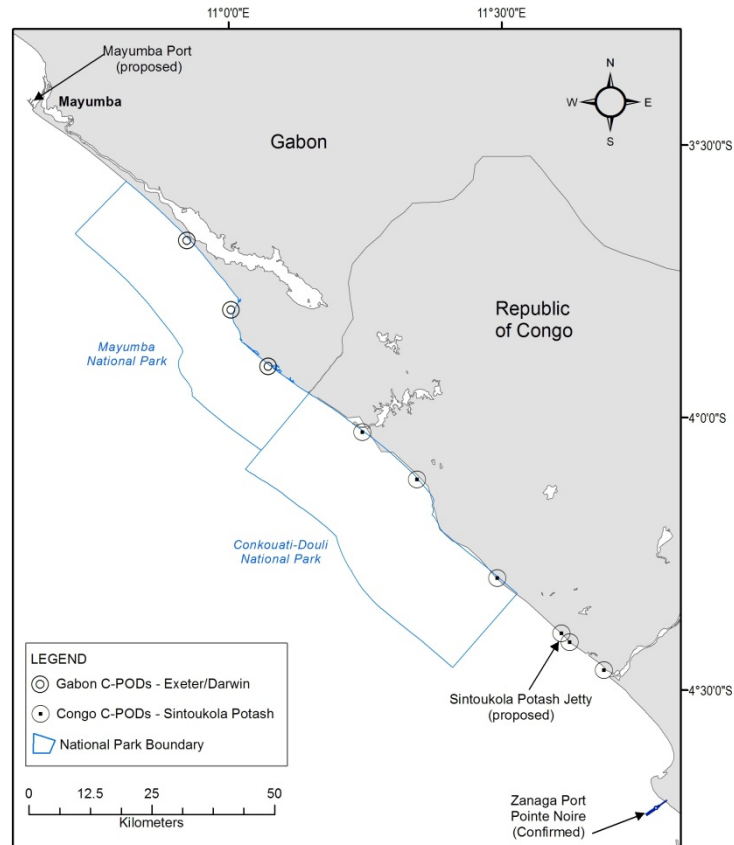 11°0'0"E
11°30'0"E
Mayumba Port
(proposed)
Mayumba
N
W
E
S
Gabon
3°30'0"S
Republic
of Congo
Mayumba
National Park
4°0'0"S
Conkouati-Douli
National Park
LEGEND
Gabon C-PODs - Exeter/Darwin
Congo C-PODs - Sintoukola Potash
National Park Boundary
Sintoukola Potash Jetty
(proposed)
4°30'0"S
0 12.5 25 50
Kilometers
Zanaga Port
Pointe Noire
(Confirmed)